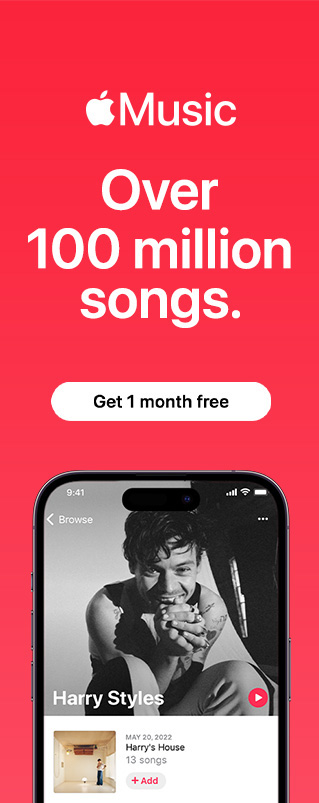 Music
Over
100 million
songs.
Get 1 month free
9:41
Browse
Harry Styles
MAY 20, 2022
Harry's House
13 songs
+ Add